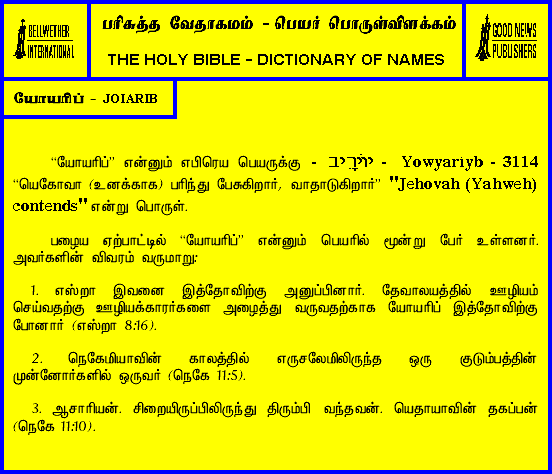 BELLWETHER
INTERNATIONAL
பரிசுத்த வேதாகமம் - பெயர் பொருள்விளக்கம்
THE HOLY BIBLE - DICTIONARY OF NAMES
GOOD NEWS
PUBLISHERS
யோயரிப் - JOIARIB
“யோயரிப்” என்னும் எபிரெய பெயருக்கு - יוֹיָרִיב - Yowyariyb - 3114
“யெகோவா (உனக்காக) பரிந்து பேசுகிறார், வாதாடுகிறார்” "Jehovah (Yahweh)
contends" என்று பொருள்.
பழைய ஏற்பாட்டில் “யோயரிப்” என்னும் பெயரில் மூன்று பேர் உள்ளனர்.
அவர்களின் விவரம் வருமாறு:
1. எஸ்றா இவனை இத்தோவிற்கு அனுப்பினார். தேவாலயத்தில் ஊழியம்
செய்வதற்கு ஊழியக்காரர்களை அழைத்து வருவதற்காக யோயரிப் இத்தோவிற்கு
போனார் (எஸ்றா 8:16).
2. நெகேமியாவின் காலத்தில் எருசலேமிலிருந்த ஒரு குடும்பத்தின்
முன்னோர்களில் ஒருவர் (நெகே 11:5).
3. ஆசாரியன். சிறையிருப்பிலிருந்து திரும்பி வந்தவன். யெதாயாவின் தகப்பன்
(நெகே 11:10).